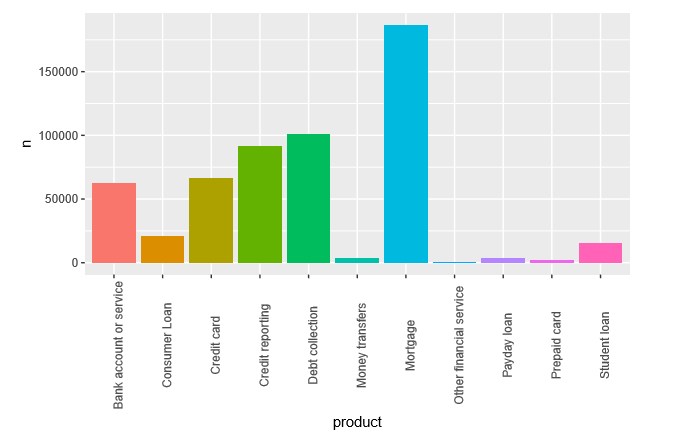 n
150000
100000
50000
0
Bank account or service
Consumer Loan
Credit card
Credit reporting
Debt collection
Money transfers
Mortgage
Other financial service
Payday loan
Prepaid card
Student loan
product